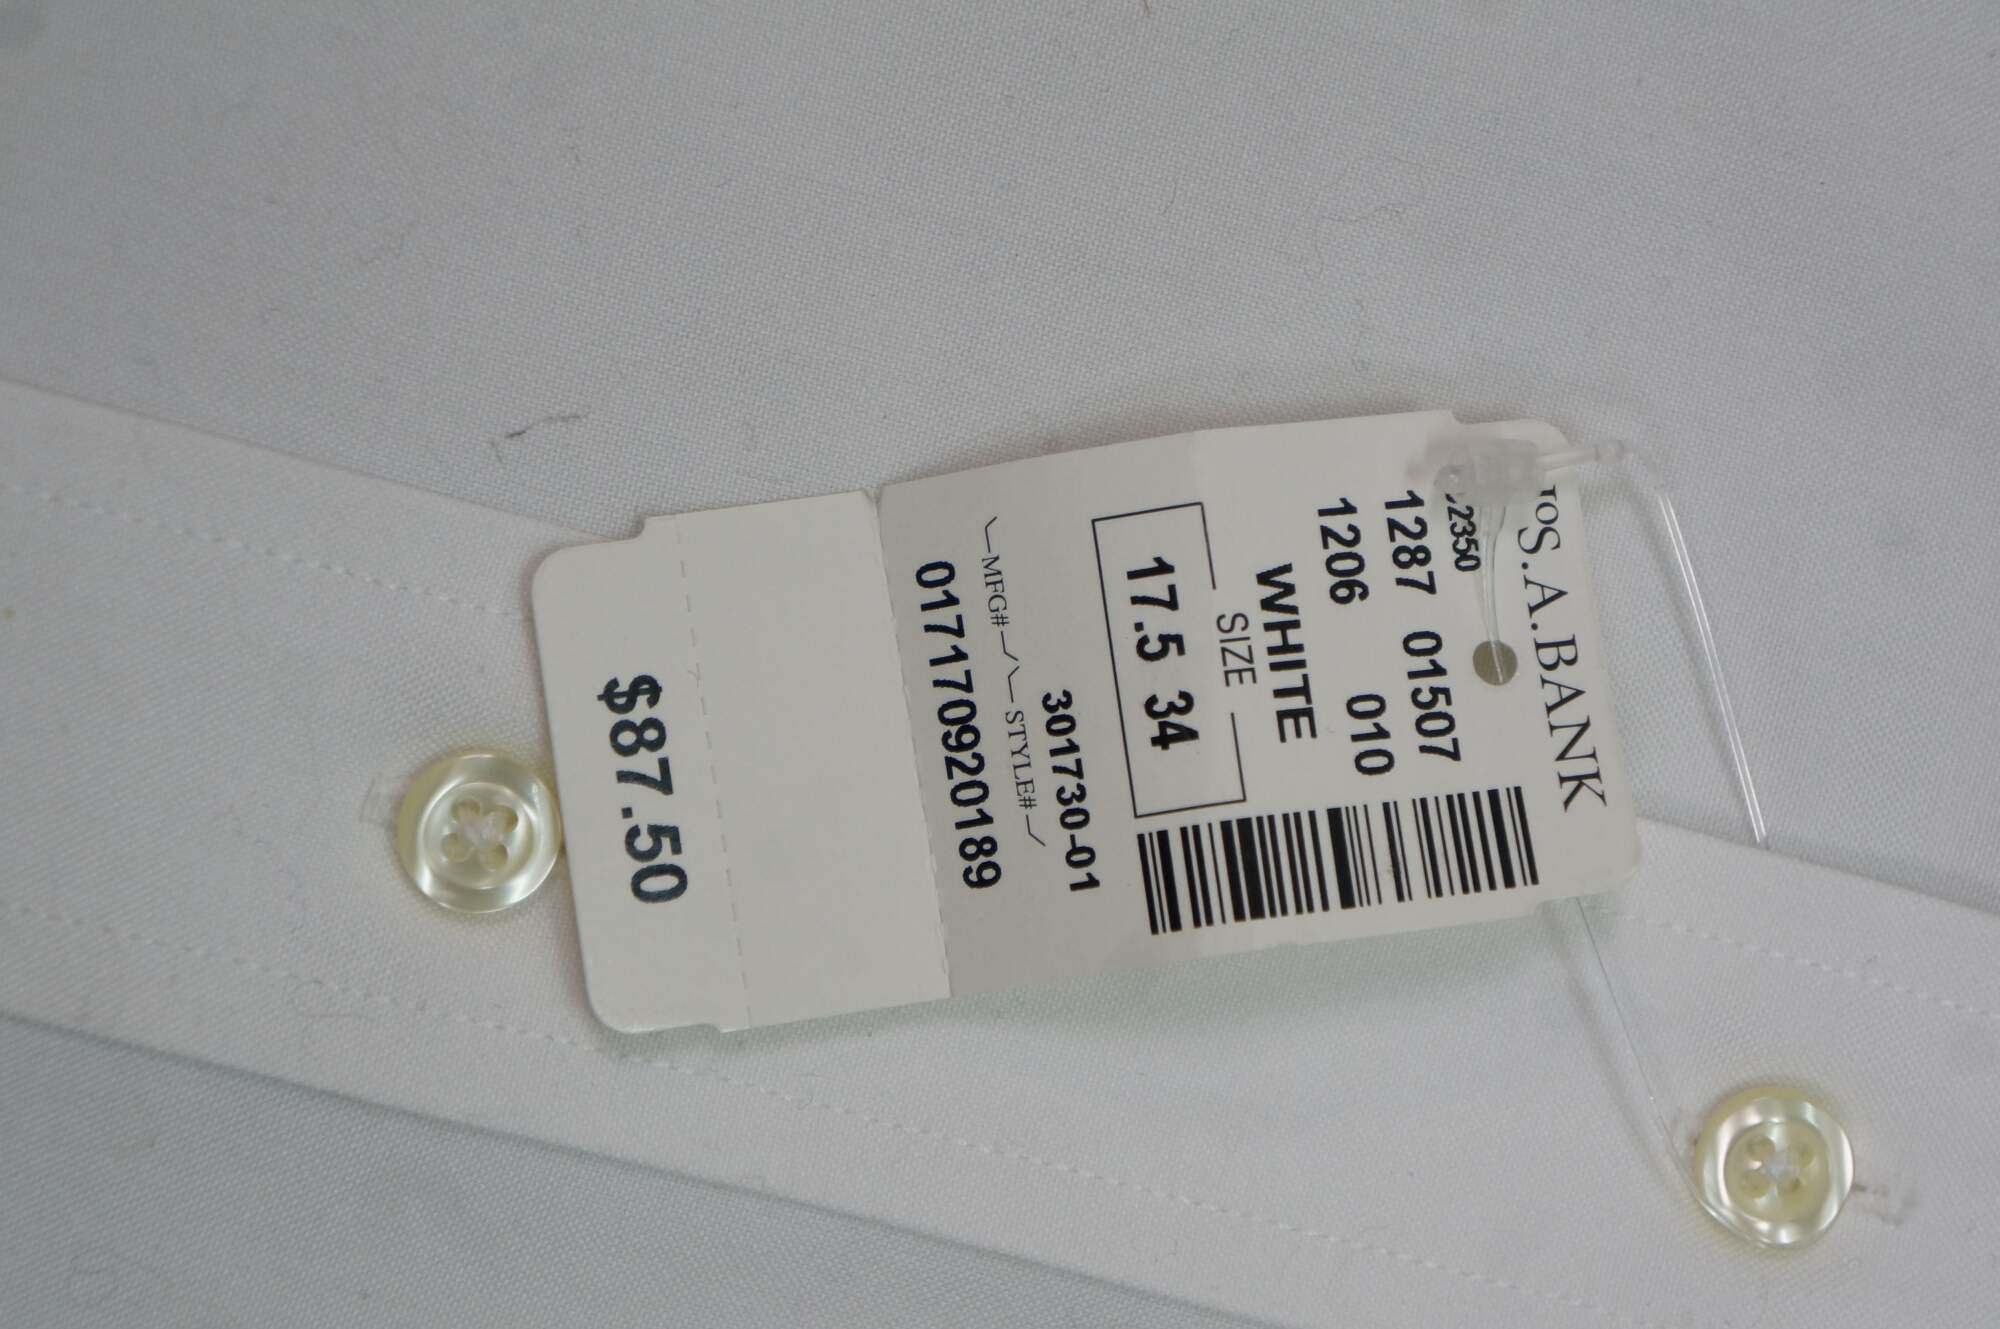 JOS.A.BANK
2350
1287 01507
1206 010
WHITE
SIZE
17.5 34
301730-01
MFG# STYLE#
01717092018​9
$87.50